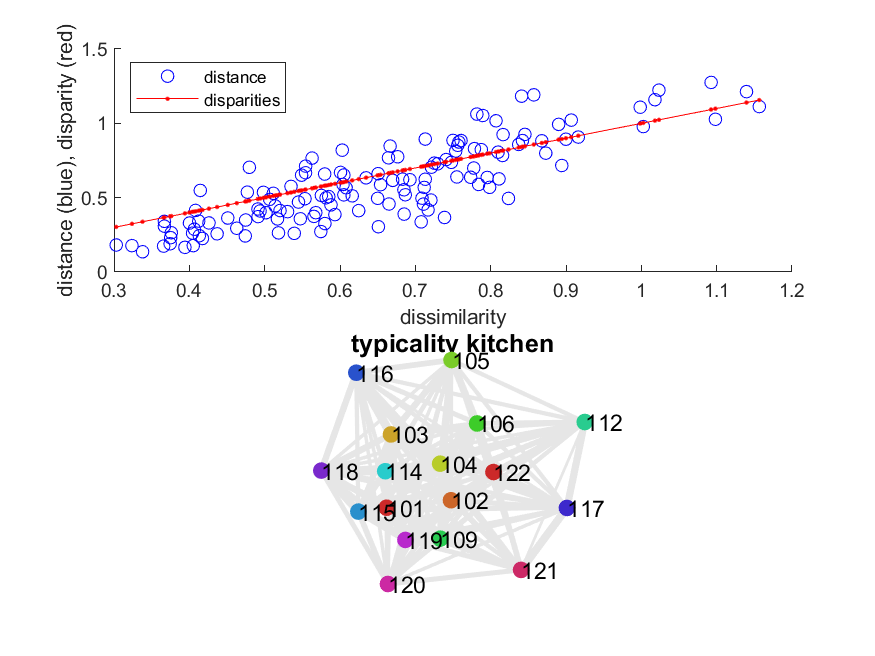 1.5
1
0.5
0
distance (blue), disparity (red)
distance
disparities
0.3 0.4 0.5 0.6 0.7 0.8 0.9 1 1.1 1.2
dissimilarity
typicality kitchen
105
116
112
106
103
104
118 114 122
102
115 101 117
119 109
121
120